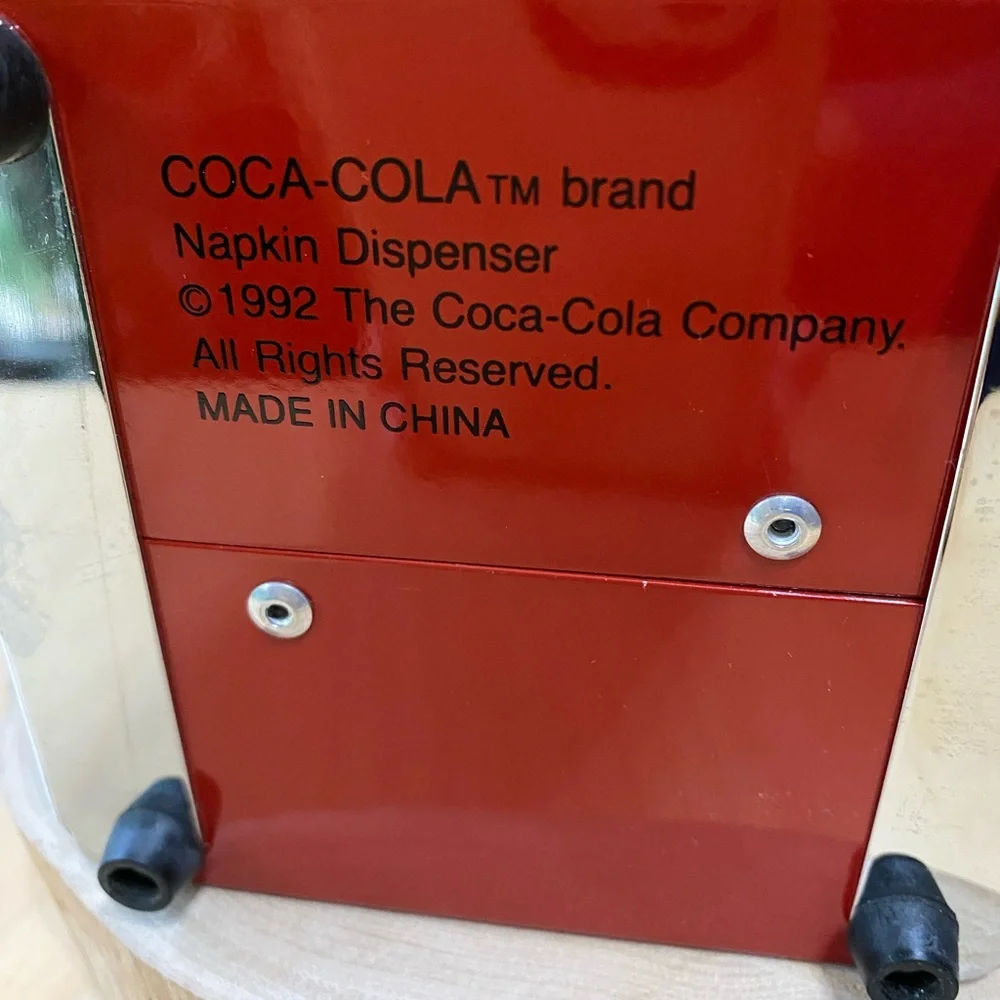 COCA-COLA™ brand
Napkin Dispenser
©1992 The Coca-Cola Company.
All Rights Reserved.
MADE IN CHINA